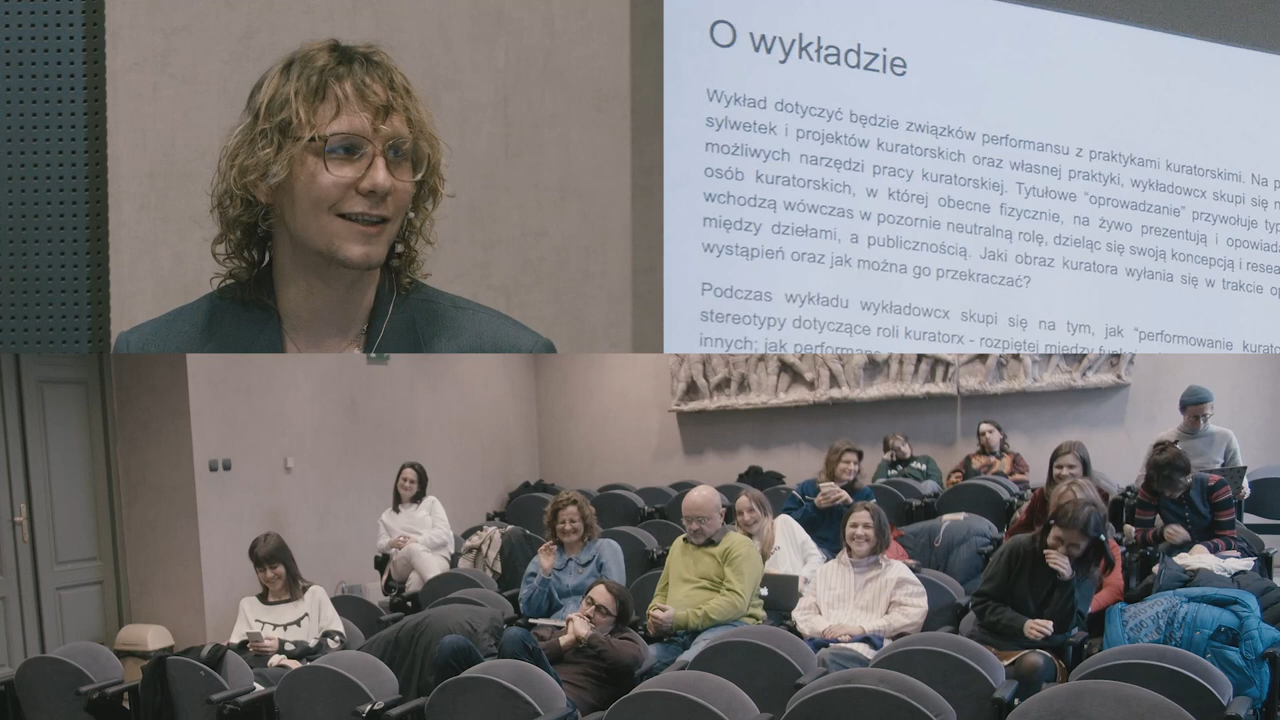 O wykładzie
Wykład dotyczyć będzie związków performansu z praktykami kuratorskimi. Na p
sylwetek i projektów kuratorskich oraz własnej praktyki, wykładowcx skupi się n
możliwych narzędzi pracy kuratorskiej. Tytułowe “oprowadzanie” przywołuje typ
osób kuratorskich, w której obecne fizycznie, na żywo prezentują i opowiada
wchodzą wówczas w pozornie neutralną rolę, dzieląc się swoją koncepcją i resea
między dziełami, a publicznością. Jaki obraz kuratora wyłania się w trakcie op
wystąpień oraz jak można go przekraczać?
Podczas wykładu wykładowcx skupi się na tym, jak “performowanie kurato
stereotypy dotyczące roli kuratorx - rozpiętej między
innych; jak